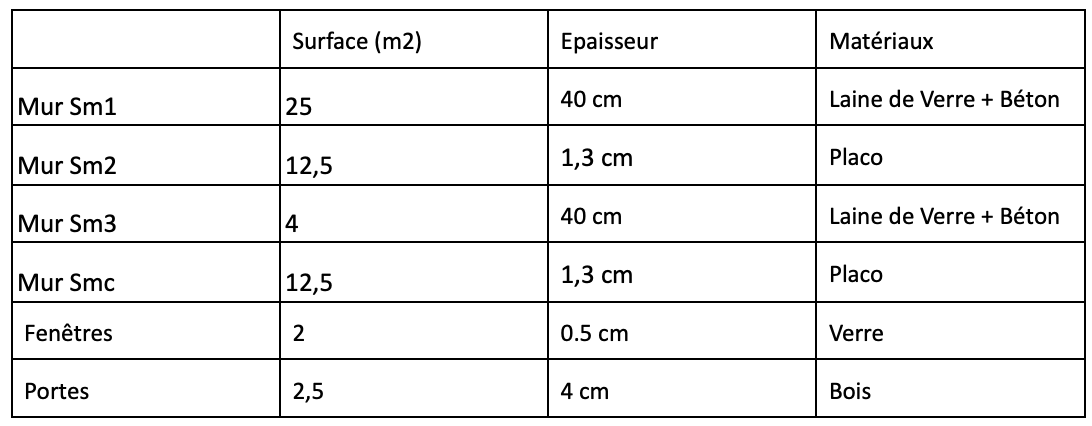 Surface (m2) Epaisseur Matériaux
Mur Sm1 25 40 cm Laine de Verre + Béton
Mur Sm2 12,5 1,3 cm Placo
Mur Sm3 4 40 cm Laine de Verre + Béton
Mur Smc 12,5 1,3 cm Placo
Fenêtres 2 0.5 cm Verre
Portes 2,5 4 cm Bois